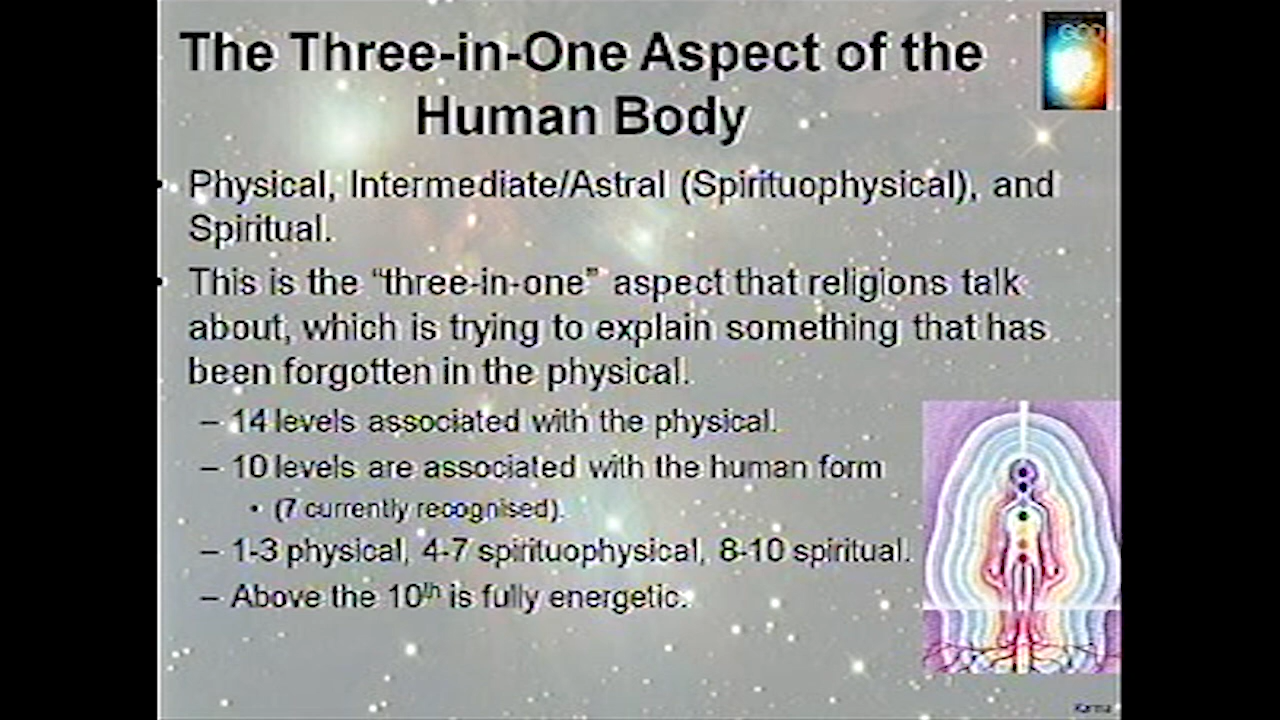 The Three-in-One Aspect of the
Human Body
GOD
• Physical, Intermediate/Astral (Spirituophysical), and
Spiritual.
• This is the “three-in-one” aspect that religions talk
about, which is trying to explain something that has
been forgotten in the physical.
– 14 levels associated with the physical.
– 10 levels are associated with the human form
• (7 currently recognised).
– 1-3 physical, 4-7 spirituophysical, 8-10 spiritual.
– Above the 10th is fully energetic.